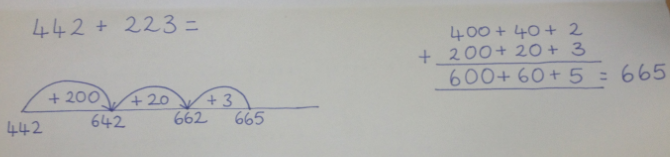 442 + 223 =
400 + 40 + 2
+ 200 + 20 + 3
600 + 60 + 5 = 665
+ 200 + 20 + 3
442 642 662 665